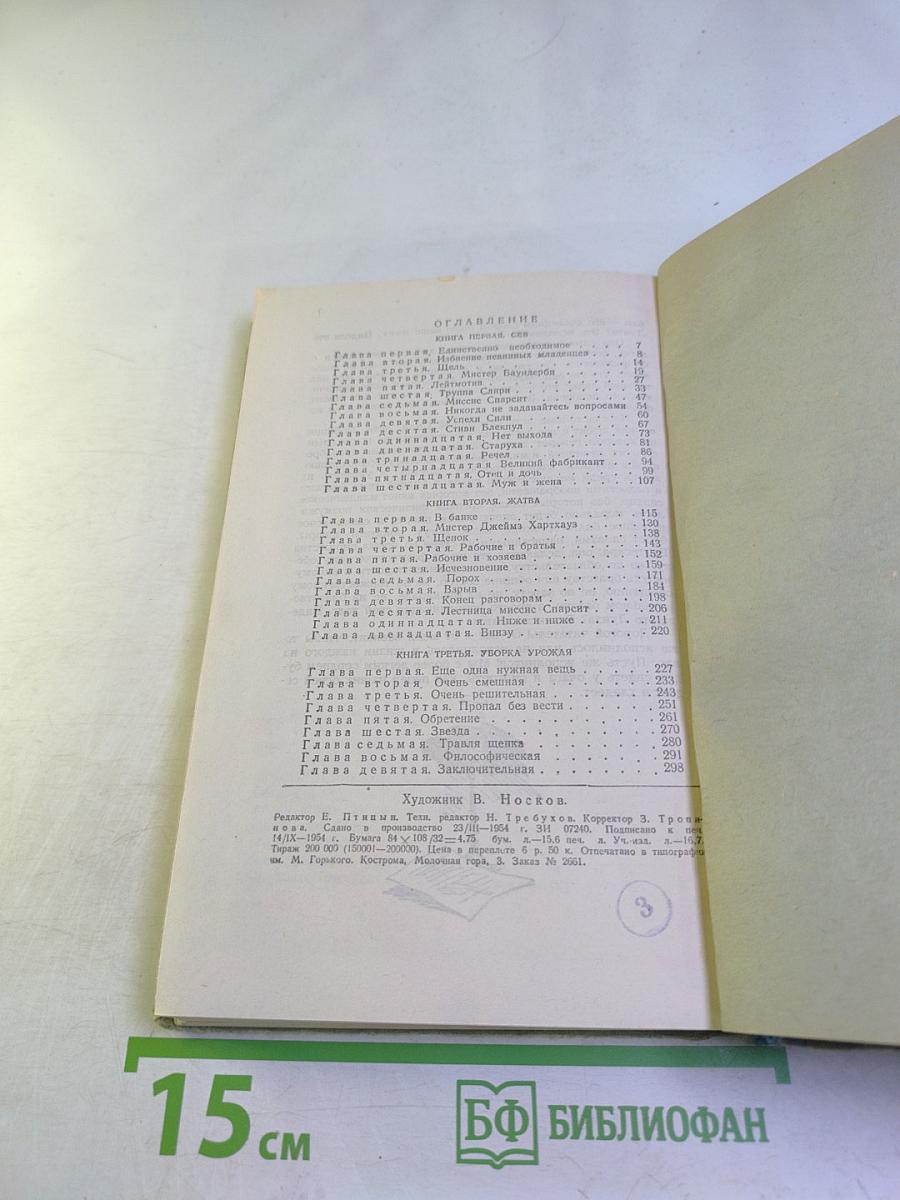 ОГЛАВЛЕНИЕ
КНИГА ПЕРВАЯ. СЕВ
Глава первая. Единственно необходимое . . . . 7
Глава вторая. Избиение невинных младенцев . . . 8
Глава третья. Щель . . . . . . . . . . 14
Глава четвертая. Мистер Баундерби . . . . . 19
Глава пятая. Лейтмотив . . . . . . . . . 27
Глава шестая. Труппа Слири . . . . . . . . 33
Глава седьмая. Миссис Спарсит . . . . . . . 47
Глава восьмая. Никогда не задавайтесь вопросами 54
Глава девятая. Успехи Сили . . . . . . . . 60
Глава десятая. Стивн Блекпул . . . . . . . 67
Глава одиннадцатая. Нет выхода . . . . . . 73
Глава двенадцатая. Старуха . . . . . . . . 81
Глава тринадцатая. Речел . . . . . . . . 86
Глава четырнадцатая Великий фабрикант . . . 94
Глава пятнадцатая. Отец и дочь . . . . . . 99
Глава шестнадцатая. Муж и жена . . . . . . 107
КНИГА ВТОРАЯ. ЖАТВА
Глава первая. В банке . . . . . . . . . . 115
Глава вторая. Мистер Джеймз Хартхауз . . . . 130
Глава третья. Щенок . . . . . . . . . . . 138
Глава четвертая. Рабочие и братья . . . . . 143
Глава пятая. Рабочие и хозяева . . . . . . . 152
Глава шестая. Исчезновение . . . . . . . . 159
Глава седьмая. Порох . . . . . . . . . . 171
Глава восьмая. Взрыв . . . . . . . . . . 184
Глава девятая. Конец разговорам . . . . . . 198
Глава десятая. Лестница миссис Спарсит . . . . 206
Глава одиннадцатая. Ниже и ниже . . . . . 211
Глава двенадцатая. Внизу . . . . . . . . . 220
КНИГА ТРЕТЬЯ. УБОРКА УРОЖАЯ
Глава первая. Еще одна нужная вещь . . . . . 227
Глава вторая. Очень смешная . . . . . . . . 233
Глава третья. Очень решительная . . . . . . 243
Глава четвертая. Пропал без вести . . . . . . 251
Глава пятая. Обретение . . . . . . . . . . 261
Глава шестая. Звезда . . . . . . . . . . . 270
Глава седьмая. Травля щенка . . . . . . . . 280
Глава восьмая. Философическая . . . . . . . 291
Глава девятая. Заключительная . . . . . . . 298
Художник В. Носков.
Редактор Е. Птицын. Техн. редактор Н. Требухов. Корректор З. Тропи-
нова. Сдано в производство 23/III—1954 г. ЗИ 07240. Подписано к печ.
14/IX—1954 г. Бумага 84×108/32=4,75 бум. л.—15,6 печ. л. Уч.-изд. л.—16,7
Тираж 200 000 (150001—200000). Цена в переплете 6 р. 50 к. Отпечатано в типографии
им. М. Горького. Кострома, Молочная гора, 3. Заказ № 2661.
3
15 см
БФ БИБЛИОФАН